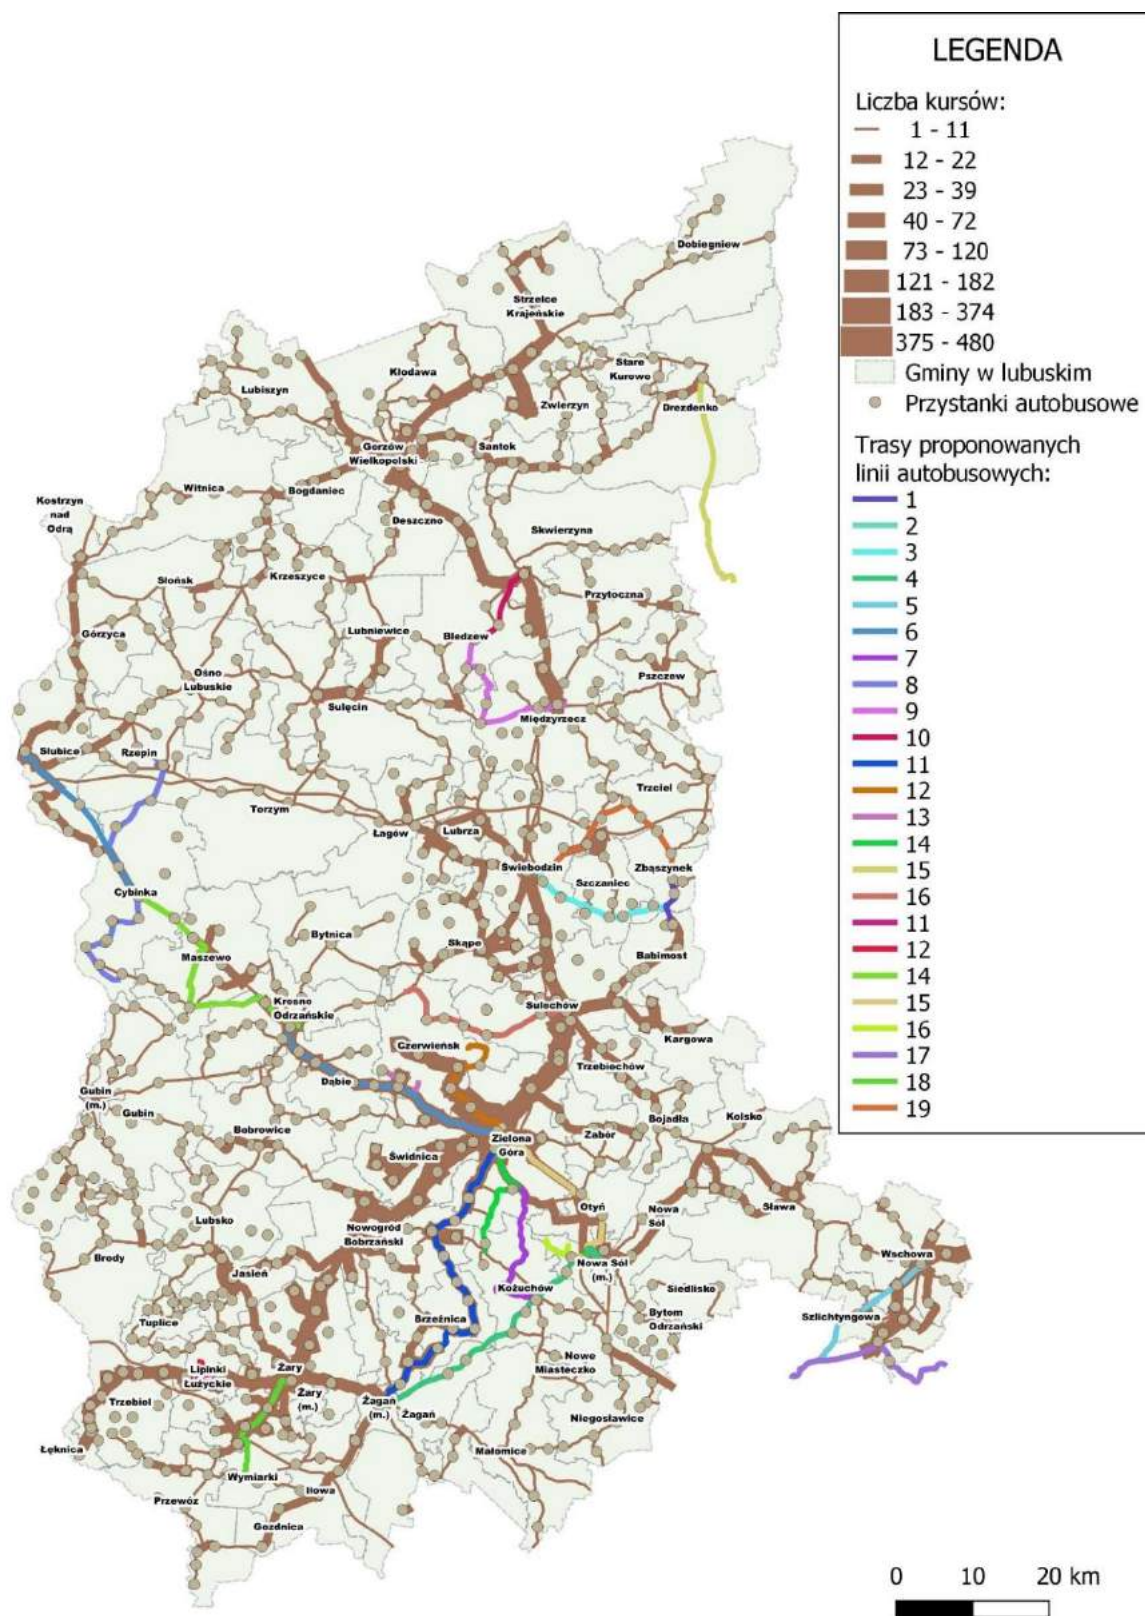 LEGENDA
Liczba kursów:
1 - 11
12 - 22
23 - 39
40 - 72
73 - 120
121 - 182
183 - 374
375 - 480
Gminy w lubuskim
Przystanki autobusowe
Trasy proponowanych
linii autobusowych:
1
2
3
4
5
6
7
8
9
10
11
12
13
14
15
16
11
12
14
15
16
17
18
19
Dobiegniew
Strzelce
Krajeńskie
Kłodawa
Stare
Kurowo
Lubiszyn
Zwierzyn
Drezdenko
Gorzów
Wielkopolski
Santok
Witnica
Bogdaniec
Kostrzyn
nad
Odrą
Deszczno
Skwierzyna
Słońsk
Krzeszyce
Przytoczna
Górzyca
Lubniewice
Bledzew
Ośno
Lubuskie
Pszczew
Sulęcin
Międzyrzecz
Słubice
Rzepin
Trzciel
Torzym
Łagów
Lubrza
Świebodzin
Zbąszynek
Szczaniec
Cybinka
Bytnica
Skąpe
Babimost
Maszewo
Krosno
Odrzańskie
Sulechów
Kargowa
Czerwieńsk
Trzebiechów
Dąbie
Gubin
(m.)
Gubin
Bobrowice
Bojadła
Kolsko
Zabór
Zielona
Góra
Świdnica
Otyń
Nowa
Sól
Sława
Lubsko
Nowogród
Bobrzański
Wschowa
Brody
Jasień
Nowa Sól
(m.)
Kożuchów
Siedlisko
Szlichtyngowa
Tuplice
Brzeźnica
Bytom
Odrzański
Lipinki
Łużyckie
Żary
Nowe
Miasteczko
Trzebiel
Żary
(m.)
Żagań
(m.)
Żagań
Niegosławice
Łęknica
Małomice
Wymiarki
Iłowa
Przewóz
Gozdnica
0 10 20 km